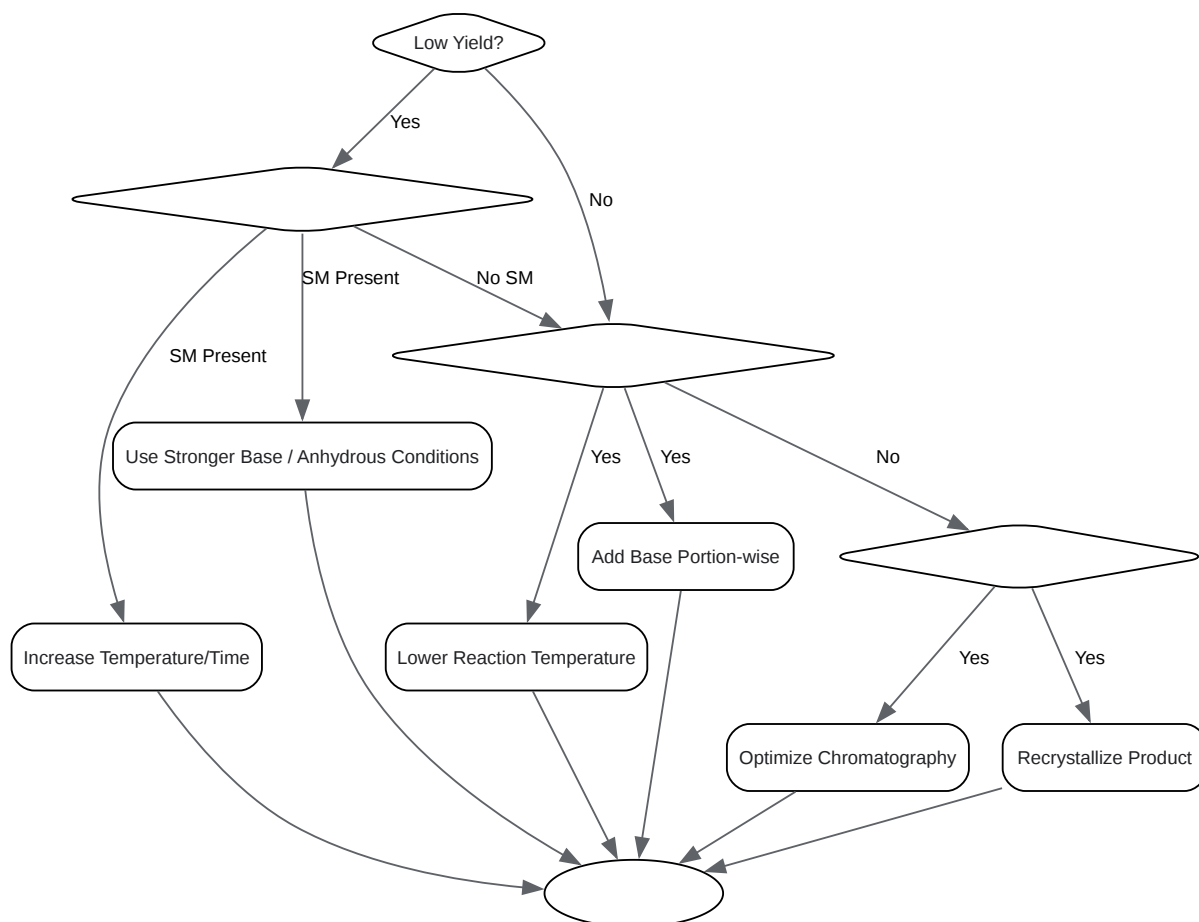 Low Yield?
Yes
No
SM Present
No SM
SM Present
Use Stronger Base / Anhydrous Conditions
Yes
Yes
No
Add Base Portion-wise
Increase Temperature/Time
Lower Reaction Temperature
Yes
Yes
Optimize Chromatography
Recrystallize Product